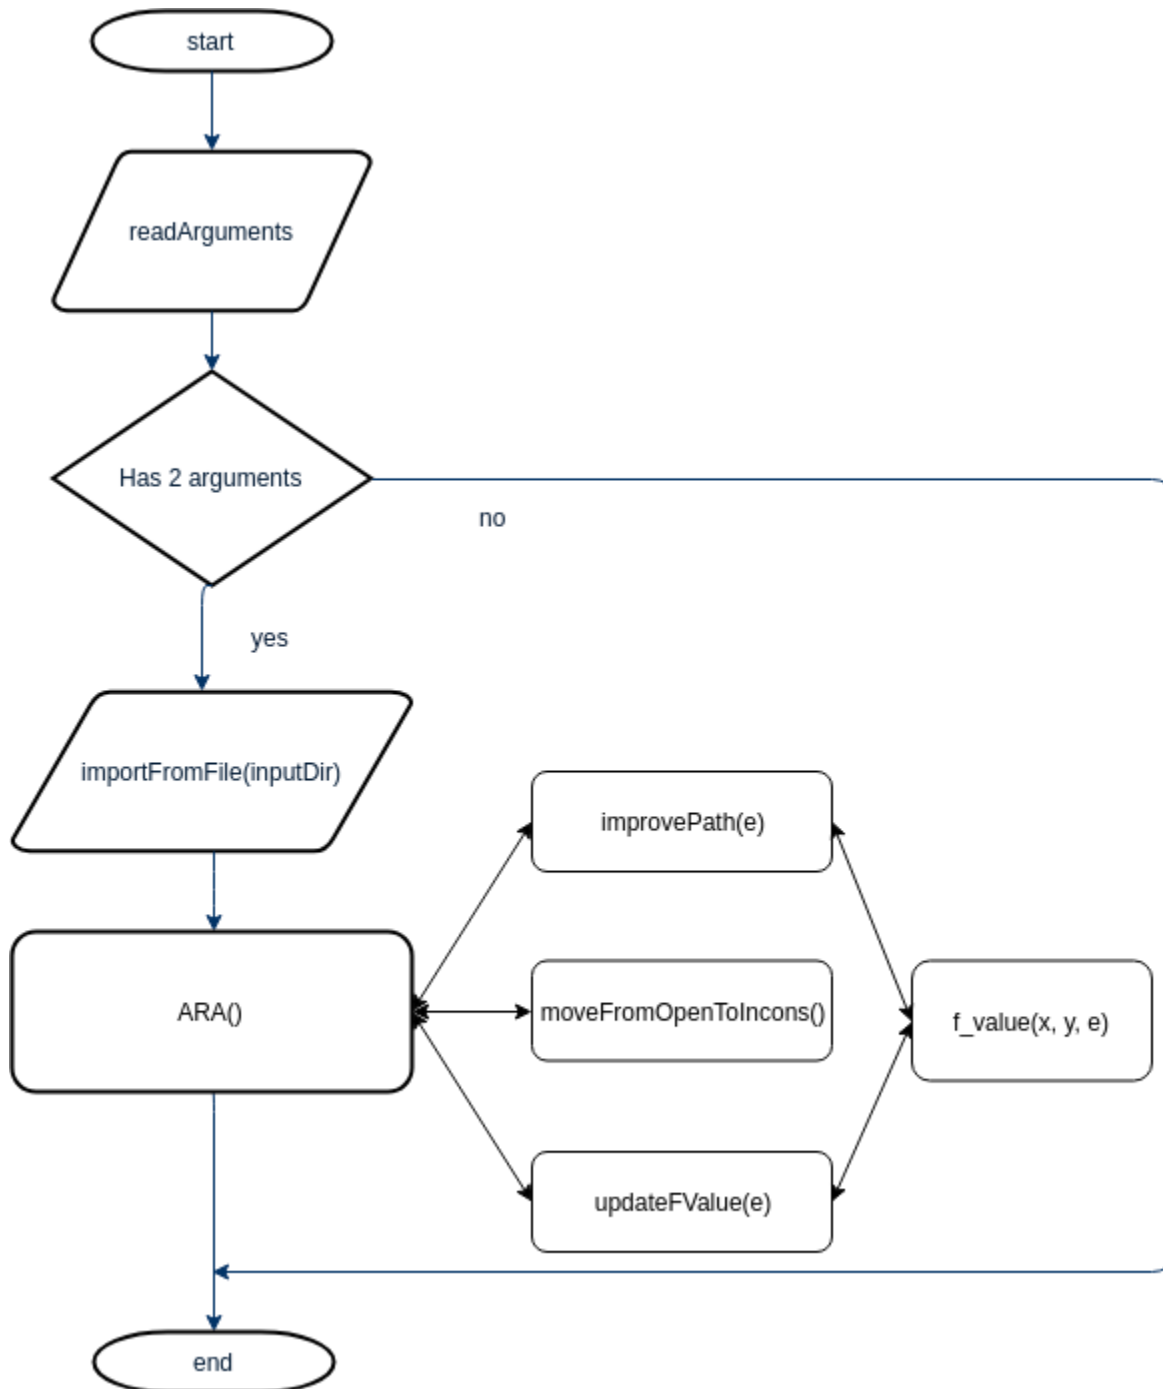 start
readArguments
Has 2 arguments
no
yes
importFromFile(inputDir)
improvePath(e)
ARA()
moveFromOpenToIncons()
f_value(x, y, e)
updateFValue(e)
end